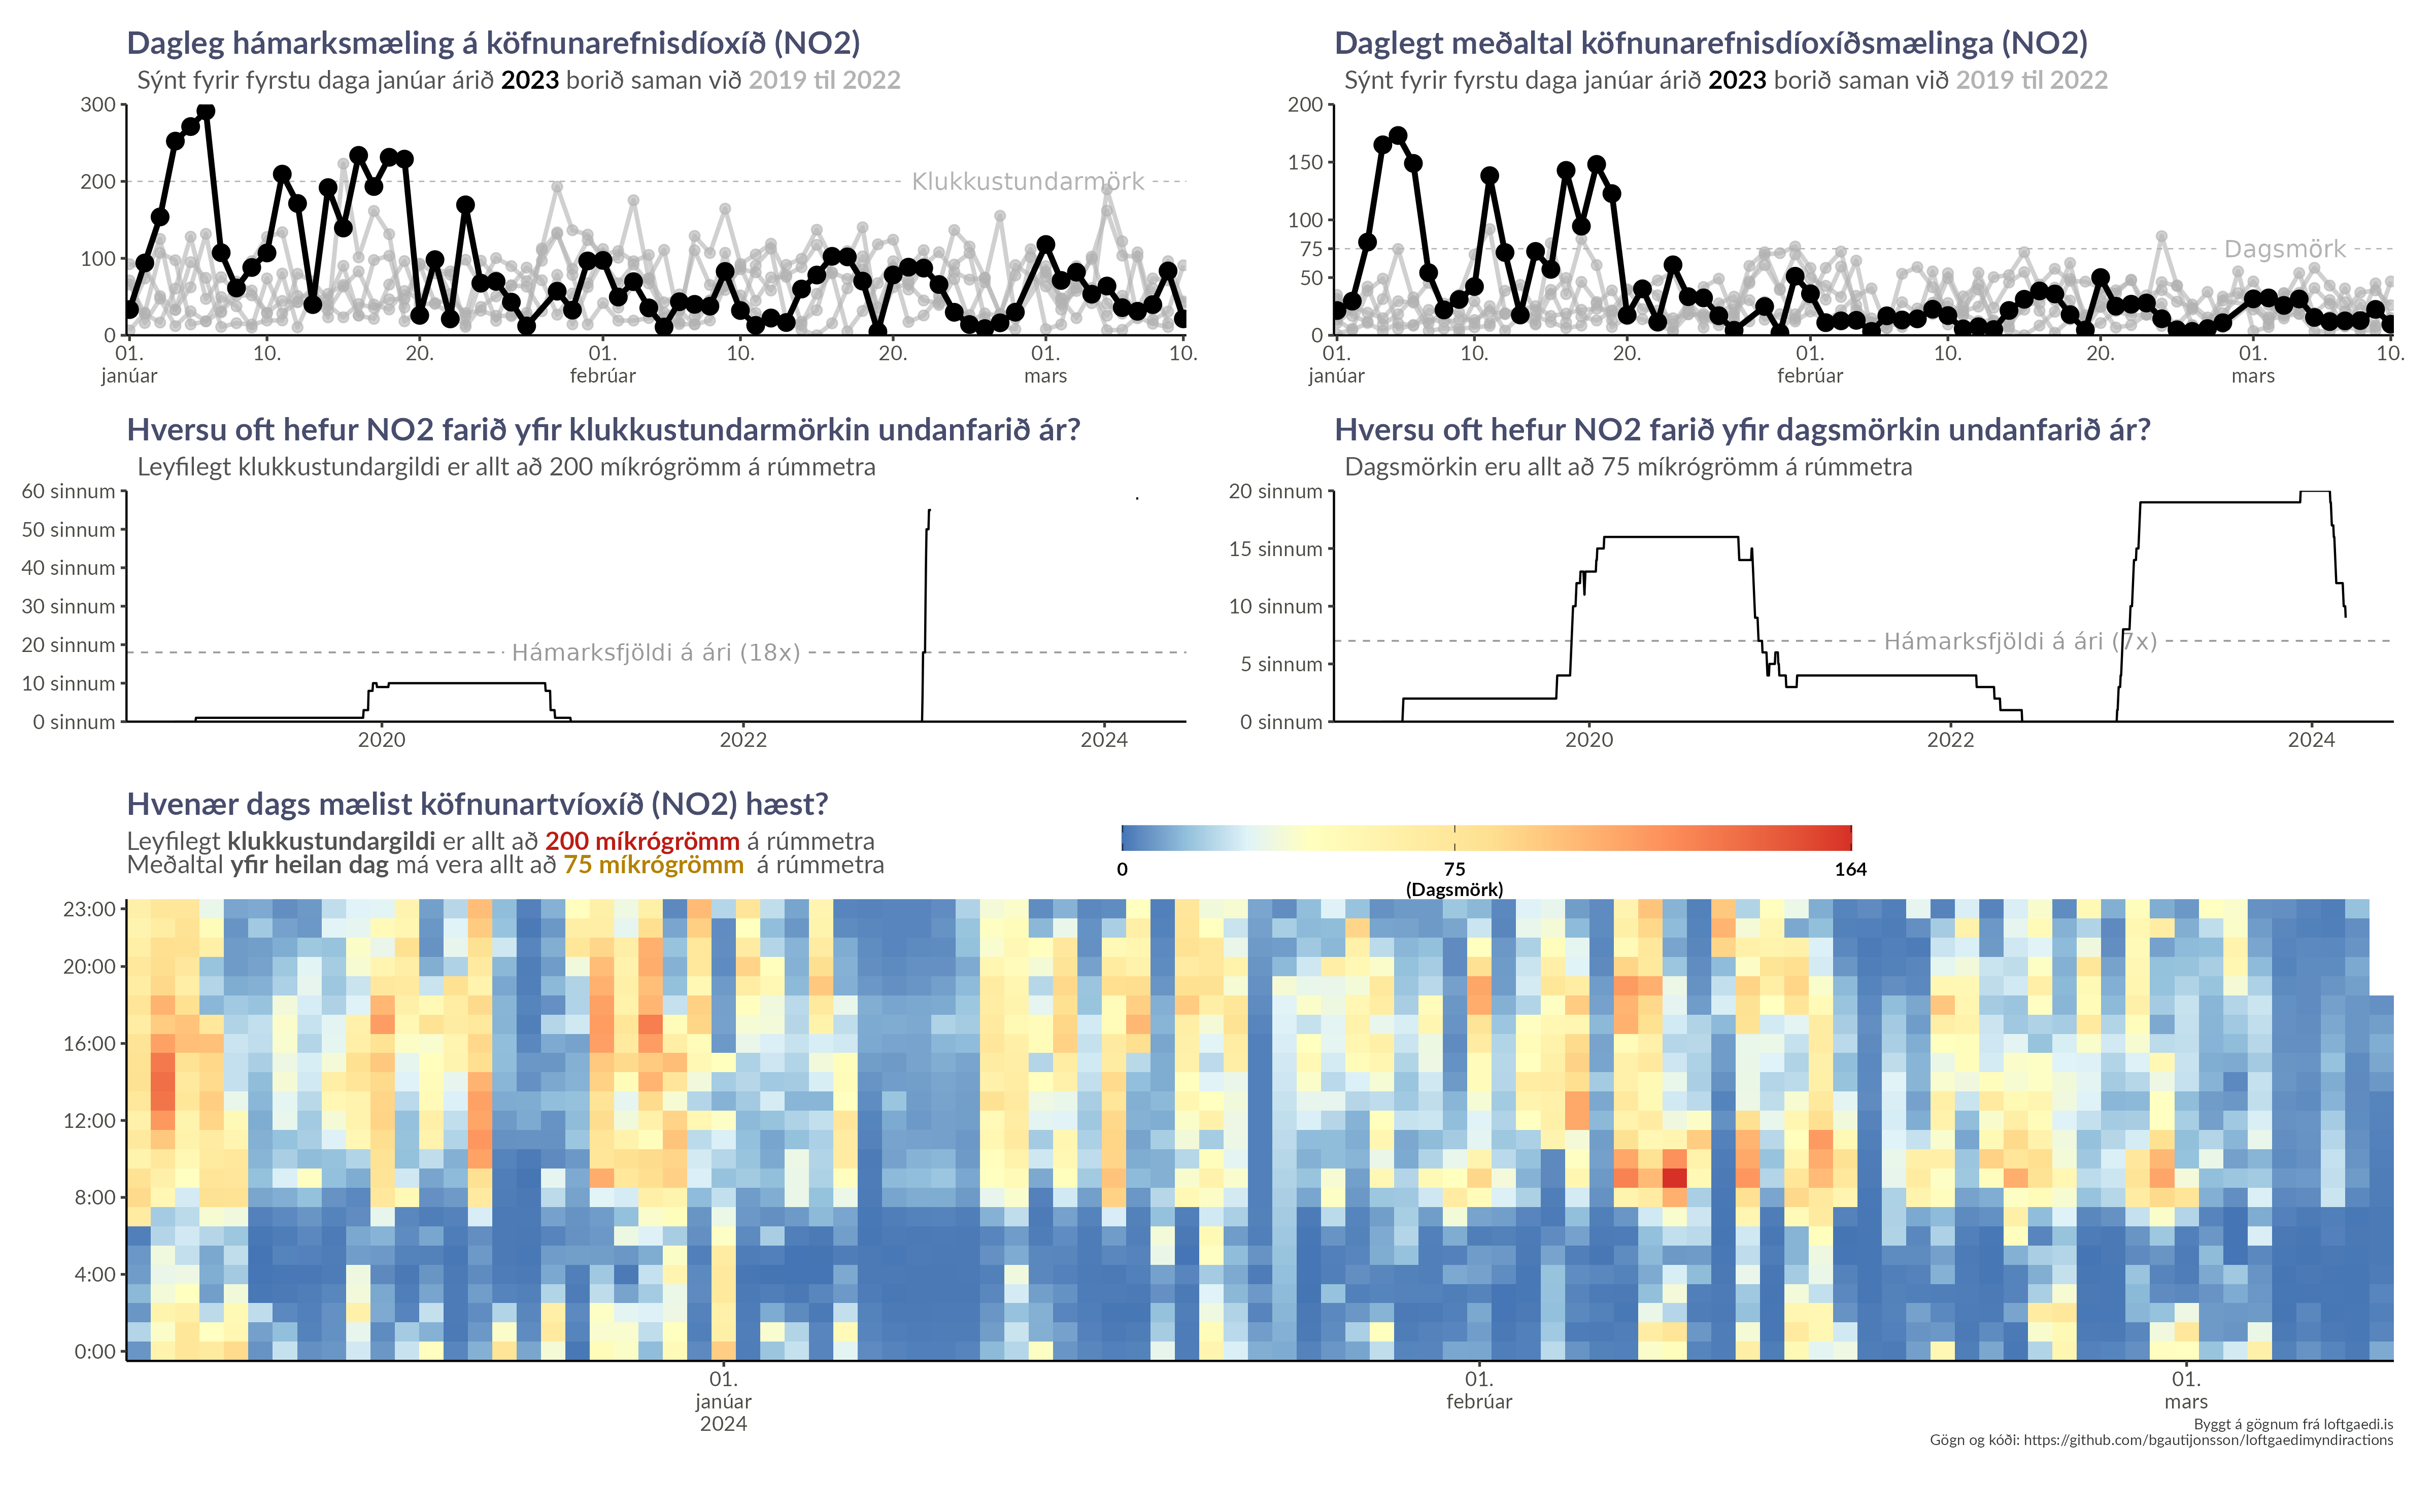 Dagleg hámarksmæling á köfnunarefnisdíoxíð (NO2)
Sýnt fyrir fyrstu daga janúar árið 2023 borið saman við 2019 til 2022
300
200
100
0
Klukkustundarmörk
01. 10. 20. 01. 10. 20. 01. 10.
janúar febrúar mars
Daglegt meðaltal köfnunarefnisdíoxíðsmælinga (NO2)
Sýnt fyrir fyrstu daga janúar árið 2023 borið saman við 2019 til 2022
200
150
100
75
50
0
Dagsmörk
01. 10. 20. 01. 10. 20. 01. 10.
janúar febrúar mars
Hversu oft hefur NO2 farið yfir klukkustundarmörkin undanfarið ár?
Leyfilegt klukkustundargildi er allt að 200 míkrógrömm á rúmmetra
60 sinnum
50 sinnum
40 sinnum
30 sinnum
20 sinnum
10 sinnum
0 sinnum
Hámarksfjöldi á ári (18x)
2020 2022 2024
Hversu oft hefur NO2 farið yfir dagsmörkin undanfarið ár?
Dagsmörkin eru allt að 75 míkrógrömm á rúmmetra
20 sinnum
15 sinnum
10 sinnum
5 sinnum
0 sinnum
Hámarksfjöldi á ári (7x)
2020 2022 2024
Hvenær dags mælist köfnunartvíoxíð (NO2) hæst?
Leyfilegt klukkustundargildi er allt að 200 míkrógrömm á rúmmetra
Meðaltal yfir heilan dag má vera allt að 75 míkrógrömm á rúmmetra
0 75 164
(Dagsmörk)
23:00
20:00
16:00
12:00
8:00
4:00
0:00
01. 01. 01.
janúar febrúar mars
2024
Byggt á gögnum frá loftgaedi.is
Gögn og kóði: https://github.com/bgautijonsson/loftgaedimyndiractions